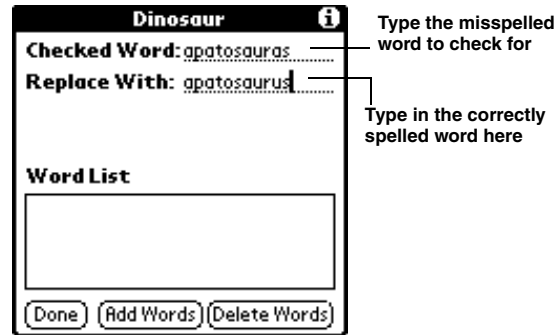 Dinosaur i
Checked Word: apatosauras
Replace With: apatosaurus
Word List
Done Add Words Delete Words
Type the misspelled
word to check for
Type in the correctly
spelled word here